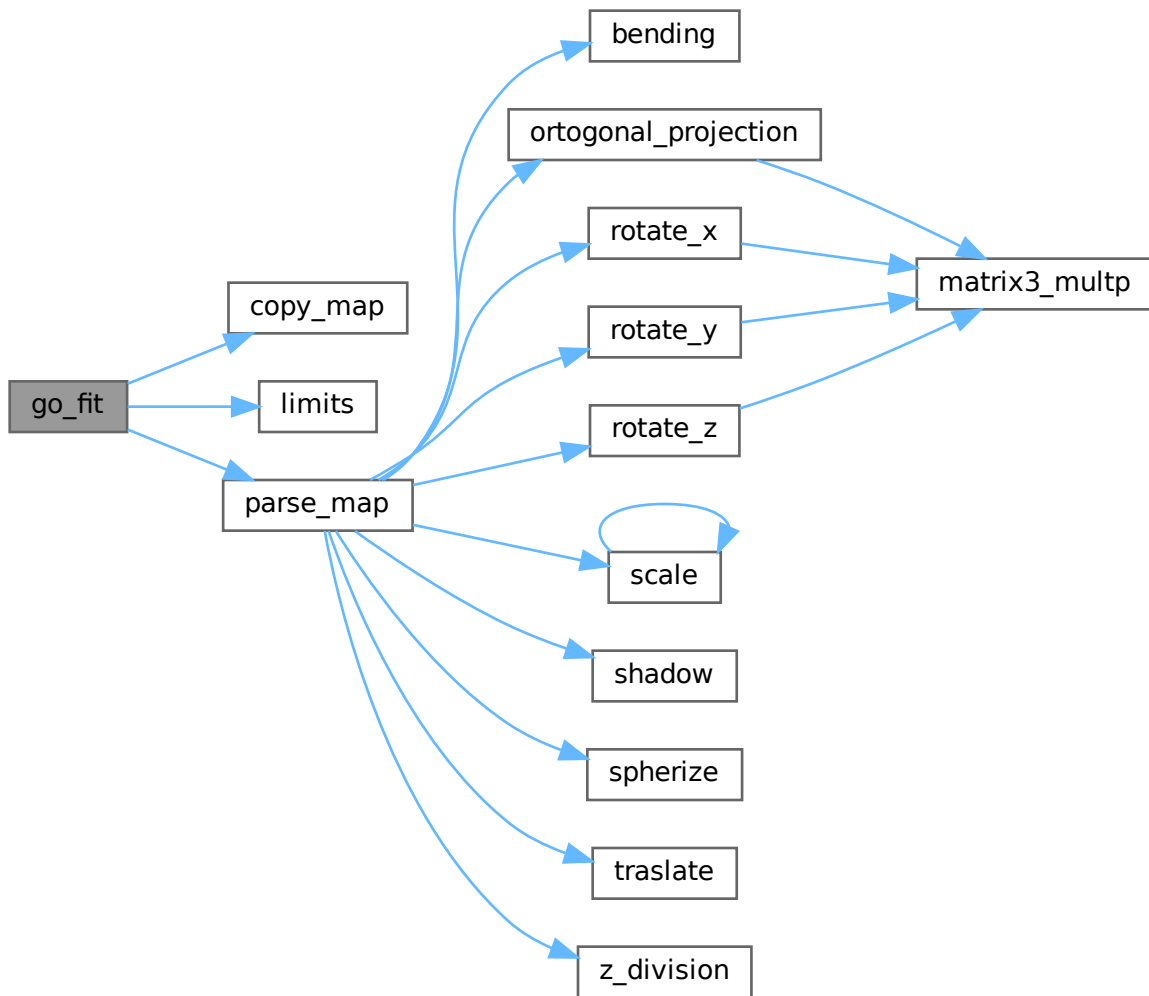 go_fit
copy_map
limits
parse_map
bending
ortogonal_projection
rotate_x
rotate_y
rotate_z
scale
shadow
spherize
traslate
z_division
matrix3_multp